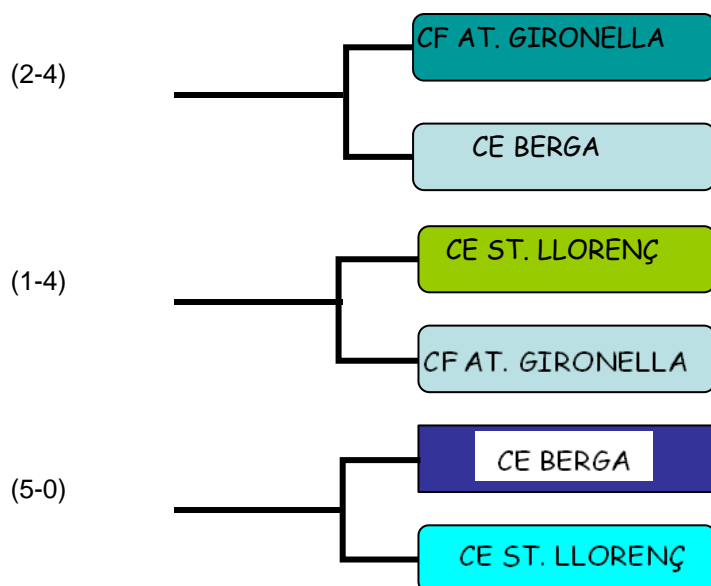 CF AT. GIRONELLA
(2-4)
CE BERGA
CE ST. LLORENÇ
(1-4)
CF AT. GIRONELLA
CE BERGA
(5-0)
CE ST. LLORENÇ